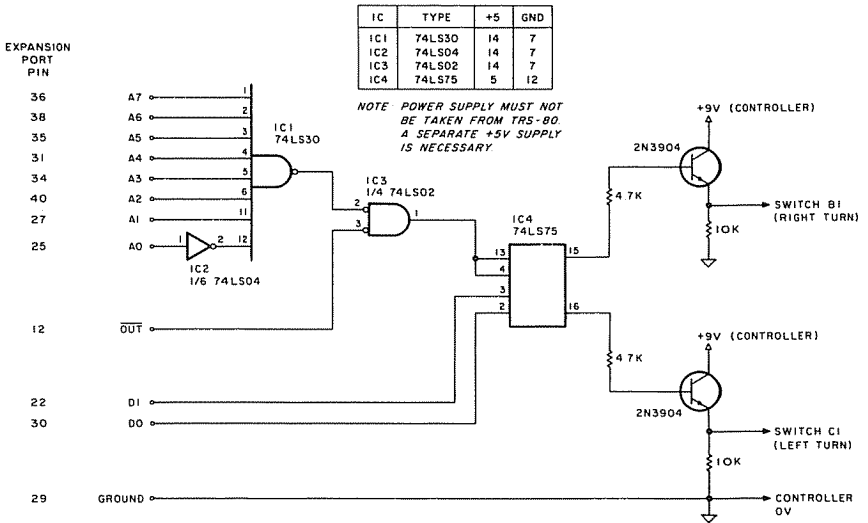 IC TYPE +5 GND
IC1 74LS30 14 7
IC2 74LS04 14 7
IC3 74LS02 14 7
IC4 74LS75 5 12
NOTE POWER SUPPLY MUST NOT
BE TAKEN FROM TRS-80.
A SEPARATE +5V SUPPLY
IS NECESSARY.
EXPANSION
PORT
PIN
36 A7 1
38 A6 2
35 A5 3
31 A4 4
34 A3 5
40 A2 6
27 A1 11
25 A0 1 2 12
IC1
74LS30
IC2
1/6 74LS04
IC3
1/4 74LS02
2
3
1
IC4
74LS75
13
4
3
2
15
16
12 OUT
22 D1
30 D0
29 GROUND
+9V (CONTROLLER)
2N3904
4.7K
SWITCH B1
(RIGHT TURN)
10K
+9V (CONTROLLER)
4.7K
2N3904
SWITCH C1
(LEFT TURN)
10K
CONTROLLER
0V